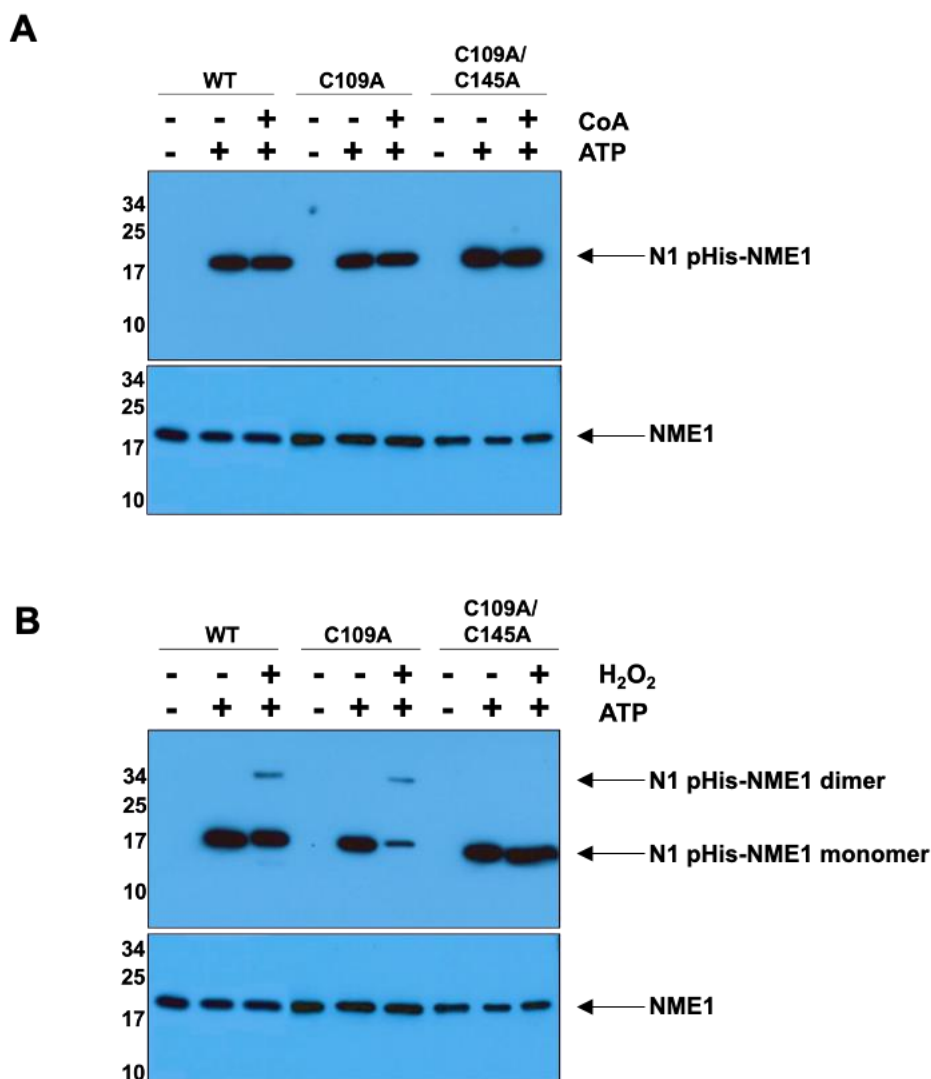 A
WT C109A C109A/
C145A
- - + - - + - - + CoA
- + + - + + - + + ATP
34
25
17
10
N1 pHis-NME1
34
25
17
10
NME1
B
WT C109A C109A/
C145A
- - + - - + - - + H₂O₂
- + + - + + - + + ATP
34
25
17
10
N1 pHis-NME1 dimer
N1 pHis-NME1 monomer
34
25
17
10
NME1